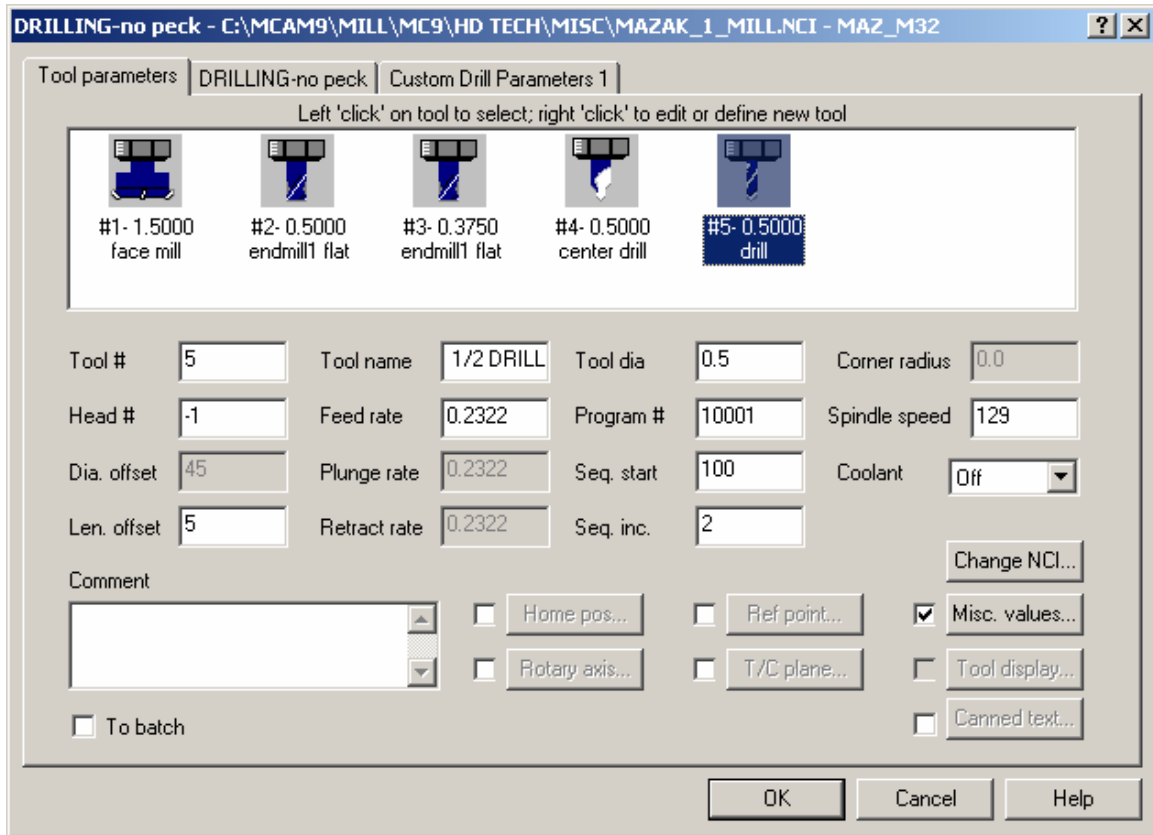 DRILLING-no peck - C:\MCAM9\MILL\MC9\HD TECH\MISC\MAZAK_1_MILL.NCI - MAZ_M32
Tool parameters DRILLING-no peck Custom Drill Parameters 1
Left 'click' on tool to select; right 'click' to edit or define new tool
#1- 1.5000 #2- 0.5000 #3- 0.3750 #4- 0.5000 #5- 0.5000
face mill endmill1 flat endmill1 flat center drill drill
Tool # 5 Tool name 1/2 DRILL Tool dia 0.5 Corner radius 0.0
Head # -1 Feed rate 0.2322 Program # 10001 Spindle speed 129
Dia. offset 45 Plunge rate 0.2322 Seq. start 100 Coolant Off
Len. offset 5 Retract rate 0.2322 Seq. inc. 2
Change NCI...
Comment
Home pos... Ref point... Misc. values...
Rotary axis... T/C plane... Tool display...
To batch Canned text...
OK Cancel Help